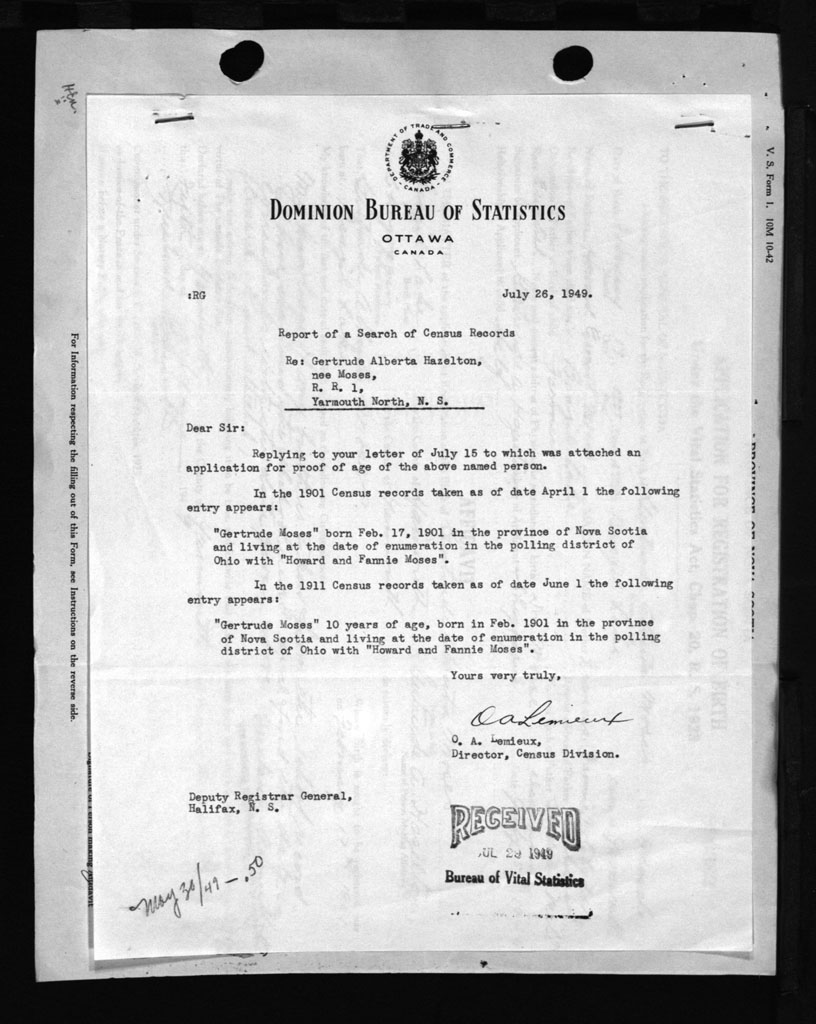 DEPARTMENT OF TRADE AND COMMERCE
CANADA
DOMINION BUREAU OF STATISTICS
OTTAWA
CANADA
V. S. Form 1. 10M 10-42
:RG July 26, 1949.
Report of a Search of Census Records
Re: Gertrude Alberta Hazelton,
nee Moses,
R. R. 1,
Yarmouth North, N. S.
Dear Sir:
Replying to your letter of July 15 to which was attached an
application for proof of age of the above named person.
In the 1901 Census records taken as of date April 1 the following
entry appears:
"Gertrude Moses" born Feb. 17, 1901 in the province of Nova Scotia
and living at the date of enumeration in the polling district of
Ohio with "Howard and Fannie Moses".
In the 1911 Census records taken as of date June 1 the following
entry appears:
"Gertrude Moses" 10 years of age, born in Feb. 1901 in the province
of Nova Scotia and living at the date of enumeration in the polling
district of Ohio with "Howard and Fannie Moses".
Yours very truly,
O A Lemieux
O. A. Lemieux,
Director, Census Division.
Deputy Registrar General,
Halifax, N. S.
RECEIVED
JUL 29 1949
Bureau of Vital Statistics
May 30/49 - .50
For Information respecting the filling out of this Form, see Instructions on the reverse side.